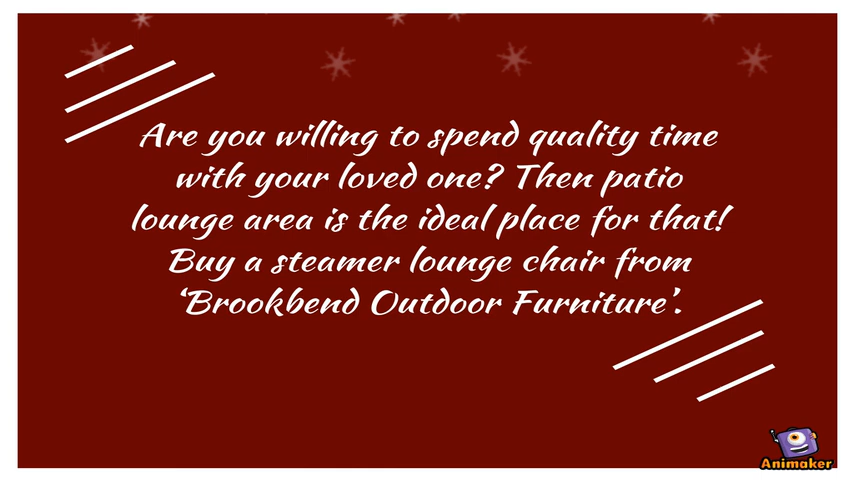 Are you willing to spend quality time
with your loved one? Then patio
lounge area is the ideal place for that!
Buy a steamer lounge chair from
‘Brookbend Outdoor Furniture’.
Animaker